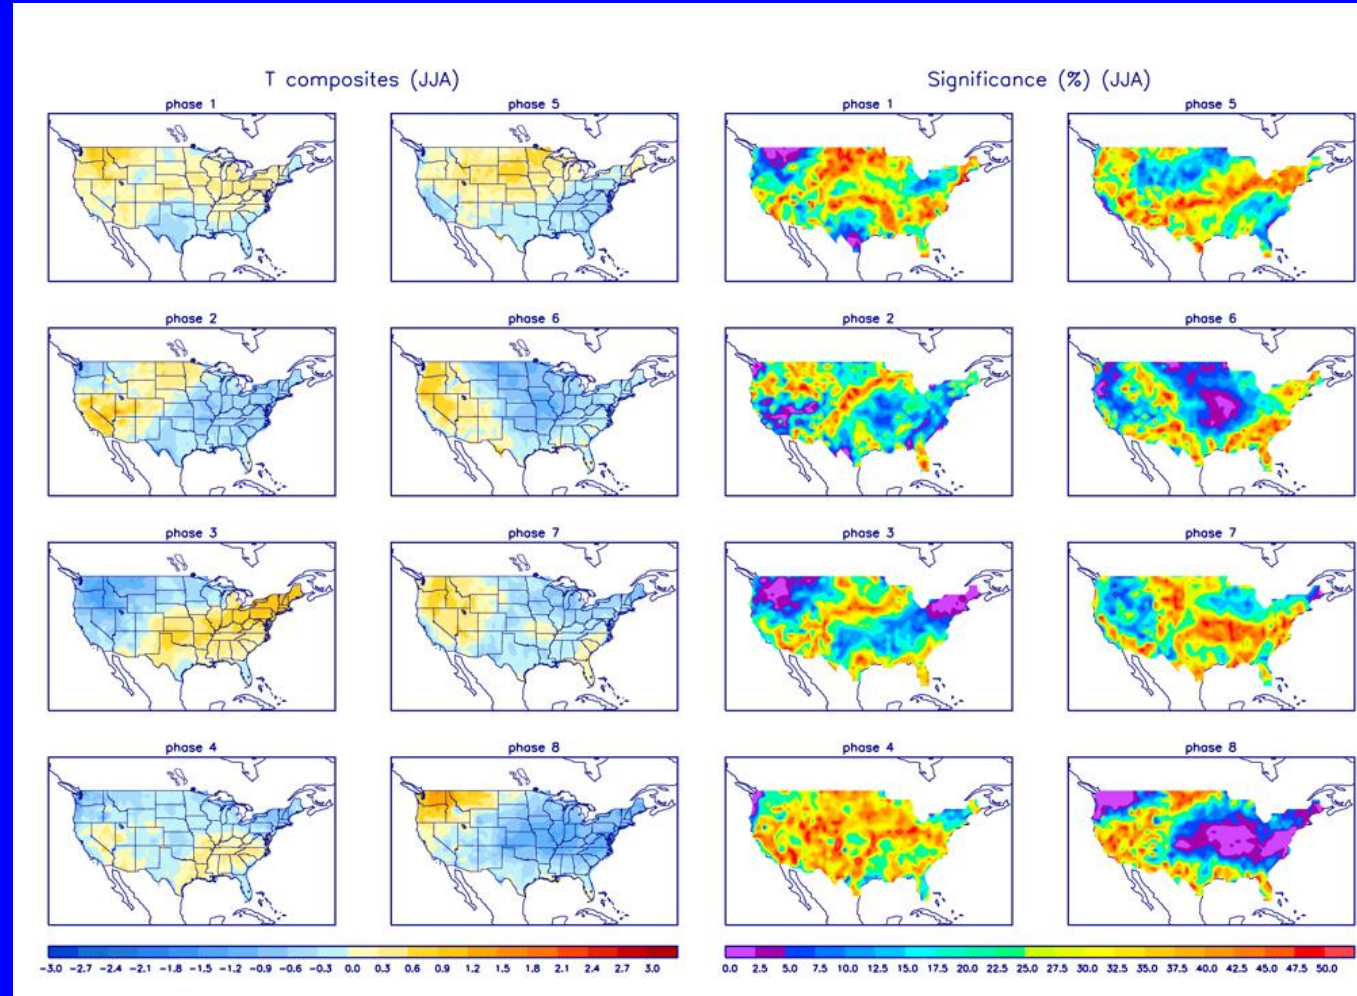 T composites (JJA)
Significance (%) (JJA)
phase 1
phase 5
phase 1
phase 5
phase 2
phase 6
phase 2
phase 6
phase 3
phase 7
phase 3
phase 7
phase 4
phase 8
phase 4
phase 8
-3.0 -2.7 -2.4 -2.1 -1.8 -1.5 -1.2 -0.9 -0.6 -0.3 0.0 0.3 0.6 0.9 1.2 1.5 1.8 2.1 2.4 2.7 3.0
0.0 2.5 5.0 7.5 10.0 12.5 15.0 17.5 20.0 22.5 25.0 27.5 30.0 32.5 35.0 37.5 40.0 42.5 45.0 47.5 50.0